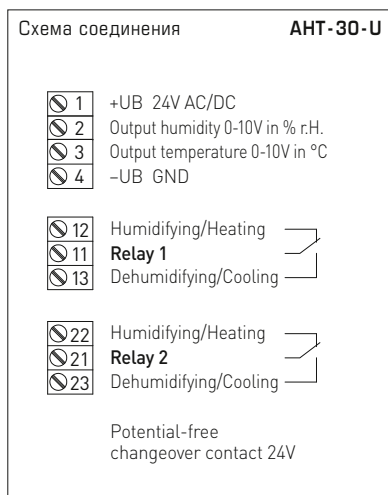 Схема соединения AHT-30-U
1 +UB 24V AC/DC
2 Output humidity 0-10V in % r.H.
3 Output temperature 0-10V in °C
4 –UB GND
12 Humidifying/Heating
11 Relay 1
13 Dehumidifying/Cooling
22 Humidifying/Heating
21 Relay 2
23 Dehumidifying/Cooling
Potential-free
changeover contact 24V